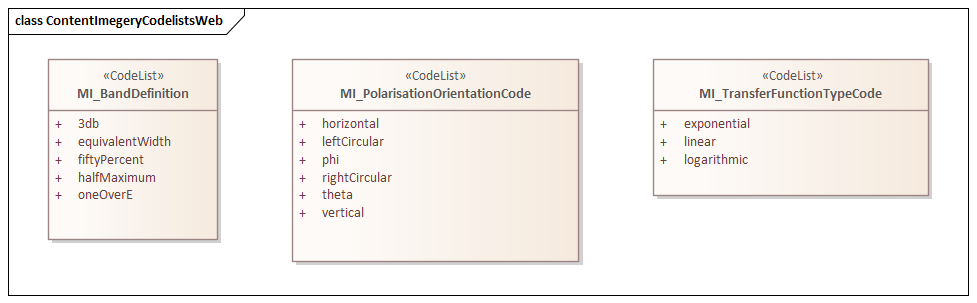 class ContentImegeryCodelistsWeb
«CodeList»
MI_BandDefinition
+ 3db
+ equivalentWidth
+ fiftyPercent
+ halfMaximum
+ oneOverE
«CodeList»
MI_PolarisationOrientationCode
+ horizontal
+ leftCircular
+ phi
+ rightCircular
+ theta
+ vertical
«CodeList»
MI_TransferFunctionTypeCode
+ exponential
+ linear
+ logarithmic